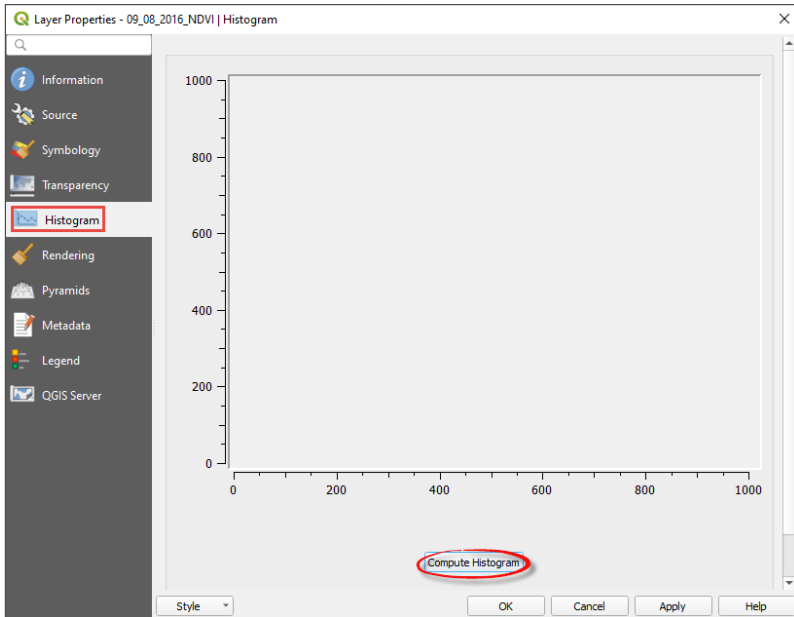 Layer Properties - 09_08_2016_NDVI | Histogram
Information
Source
Symbology
Transparency
Histogram
Rendering
Pyramids
Metadata
Legend
QGIS Server
1000
800
600
400
200
0
0 200 400 600 800 1000
Compute Histogram
Style OK Cancel Apply Help